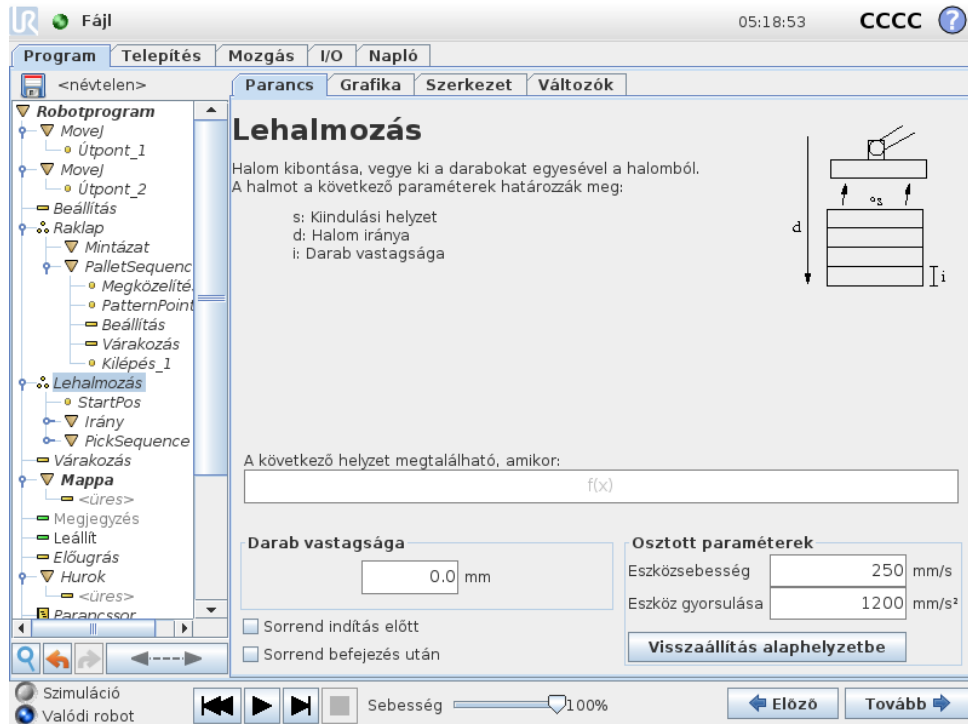 UR Fájl 05:18:53 CCCC ?
Program Telepítés Mozgás I/O Napló
<névtelen>
Parancs Grafika Szerkezet Változók
Robotprogram
MoveJ
Útpont_1
MoveJ
Útpont_2
Beállítás
Raklap
Mintázat
PalletSequenc
Megközelíté
PatternPoint
Beállítás
Várakozás
Kilépés_1
Lehalmozás
StartPos
Irány
PickSequence
Várakozás
Mappa
<üres>
Megjegyzés
Leállít
Előugrás
Hurok
<üres>
Parancssor
Lehalmozás
Halom kibontása, vegye ki a darabokat egyesével a halomból.
A halmot a következő paraméterek határozzák meg:
s: Kiindulási helyzet
d: Halom iránya
i: Darab vastagsága
s
d
i
A következő helyzet megtalálható, amikor:
f(x)
Darab vastagsága
0.0 mm
Sorrend indítás előtt
Sorrend befejezés után
Osztott paraméterek
Eszközsebesség 250 mm/s
Eszköz gyorsulása 1200 mm/s²
Visszaállítás alaphelyzetbe
Szimuláció
Valódi robot
Sebesség 100%
Előző Tovább